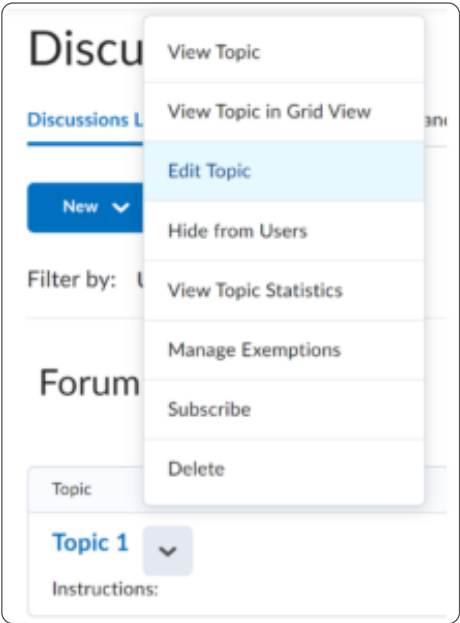 Discu
View Topic
View Topic in Grid View
Discussions L
Edit Topic
New
Hide from Users
Filter by:
View Topic Statistics
Manage Exemptions
Forum
Subscribe
Delete
Topic
Topic 1
Instructions: